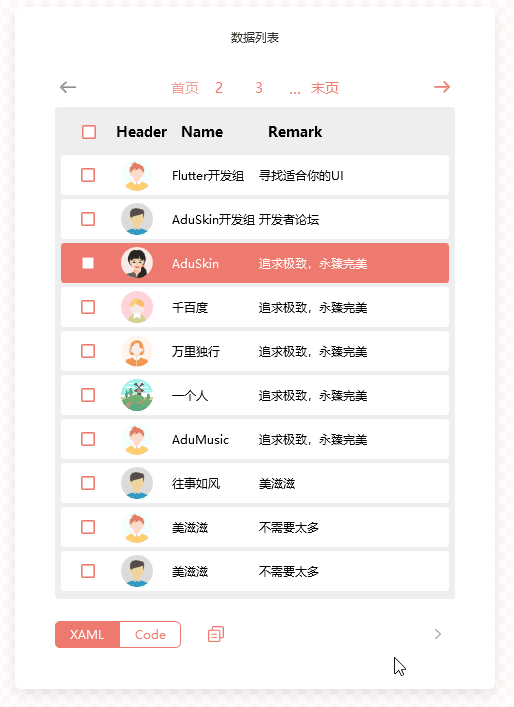 数据列表
首页 2 3 ... 末页
Header Name Remark
Flutter开发组 寻找适合你的UI
AduSkin开发组 开发者论坛
AduSkin 追求极致，永臻完美
千百度 追求极致，永臻完美
万里独行 追求极致，永臻完美
一个人 追求极致，永臻完美
AduMusic 追求极致，永臻完美
往事如风 美滋滋
美滋滋 不需要太多
美滋滋 不需要太多
XAML Code